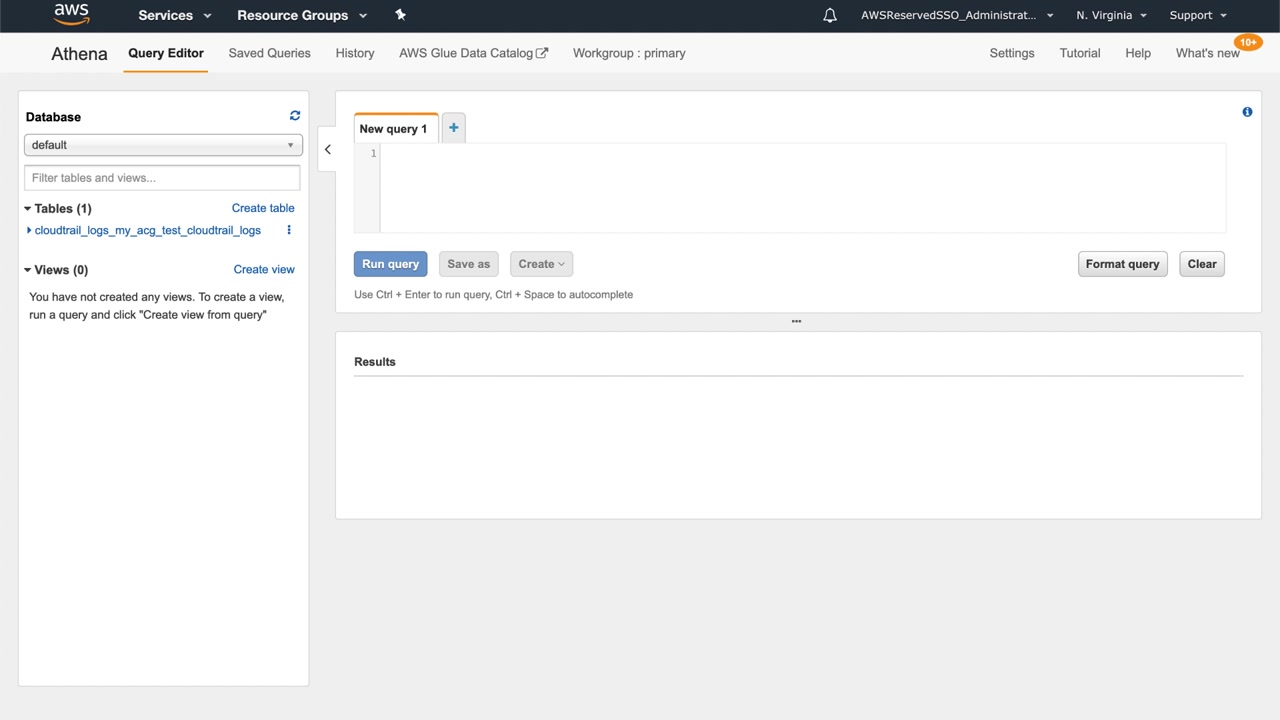 aws Services Resource Groups AWSReservedSSO_Administrat... N. Virginia Support
Athena Query Editor Saved Queries History AWS Glue Data Catalog Workgroup : primary Settings Tutorial Help What's new 10+
Database
default
Filter tables and views...
Tables (1) Create table
cloudtrail_logs_my_acg_test_cloudtrail_logs
Views (0) Create view
You have not created any views. To create a view,
run a query and click "Create view from query"
New query 1 +
1
Run query Save as Create Format query Clear
Use Ctrl + Enter to run query, Ctrl + Space to autocomplete
Results